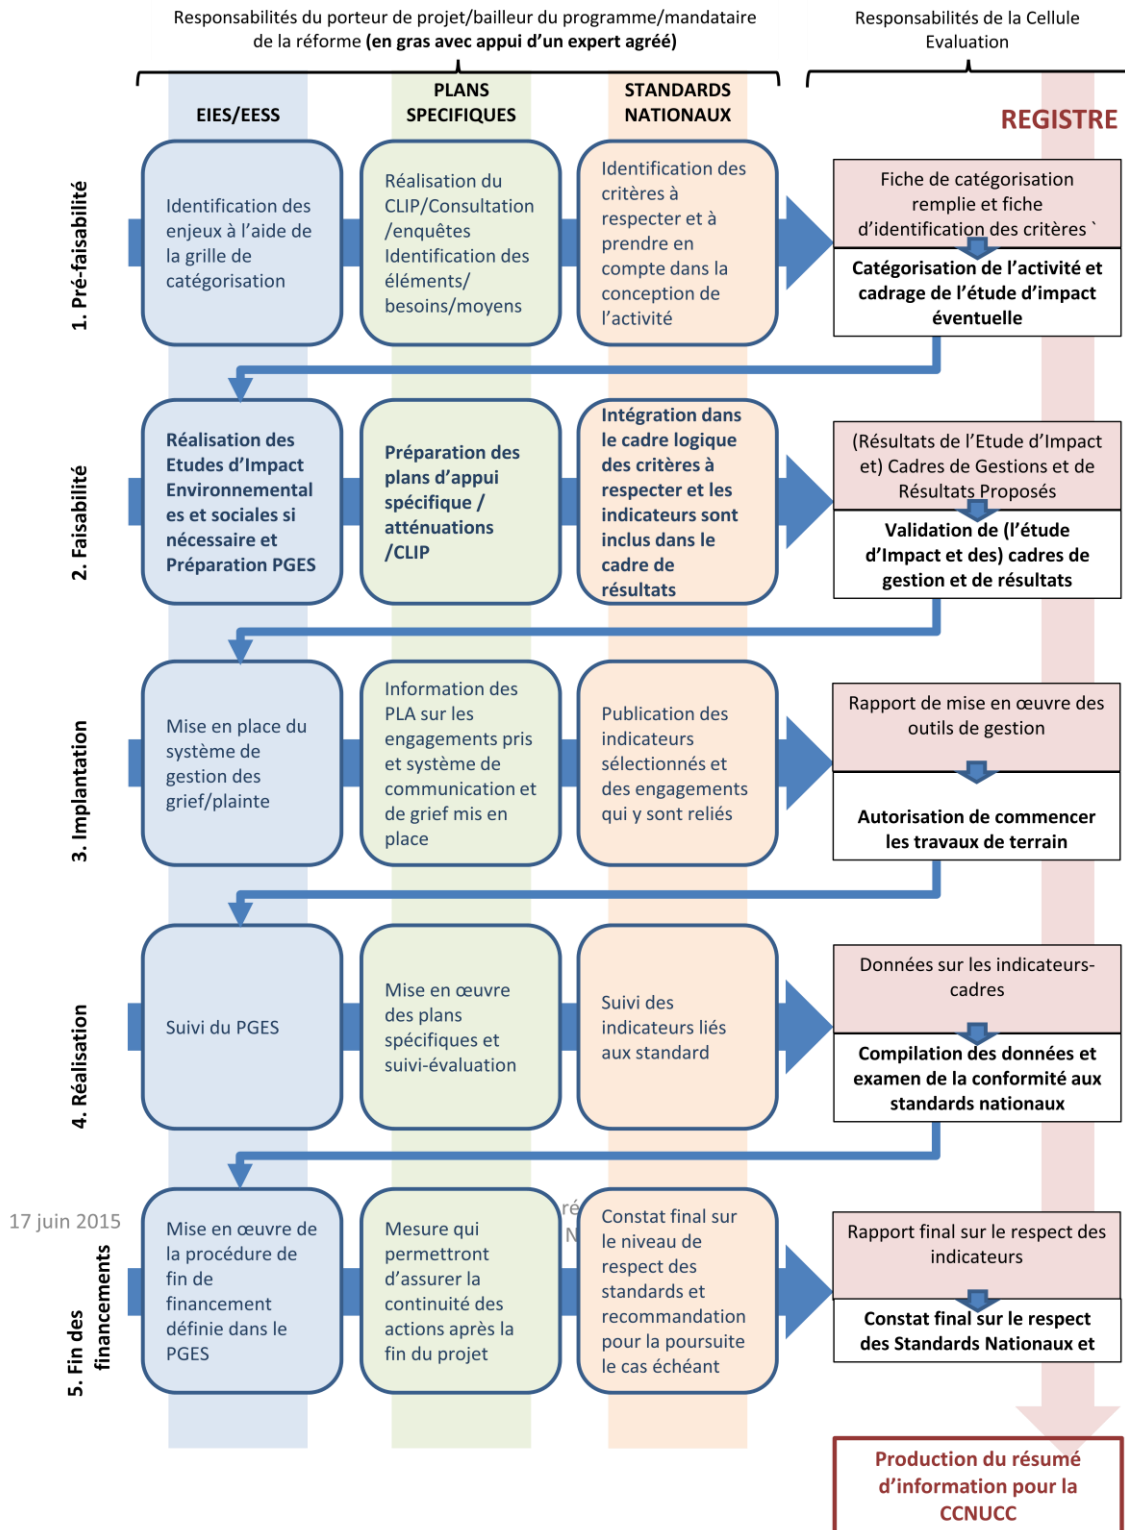 Responsabilités du porteur de projet/bailleur du programme/mandataire
de la réforme (en gras avec appui d'un expert agréé)
Responsabilités de la Cellule
Evaluation
EIES/EESS
PLANS
SPECIFIQUES
STANDARDS
NATIONAUX
REGISTRE
1. Pré-faisabilité
Identification des
enjeux à l'aide de
la grille de
catégorisation
Réalisation du
CLIP/Consultation
/enquêtes
Identification des
éléments/
besoins/moyens
Identification des
critères à
respecter et à
prendre en
compte dans la
conception de
l'activité
Fiche de catégorisation
remplie et fiche
d'identification des critères `
Catégorisation de l'activité et
cadrage de l'étude d'impact
éventuelle
2. Faisabilité
Réalisation des
Etudes d'Impact
Environnemental
es et sociales si
nécessaire et
Préparation PGES
Préparation des
plans d'appui
spécifique /
atténuations
/CLIP
Intégration dans
le cadre logique
des critères à
respecter et les
indicateurs sont
inclus dans le
cadre de
résultats
(Résultats de l'Etude d'Impact
et) Cadres de Gestions et de
Résultats Proposés
Validation de (l'étude
d'Impact et des) cadres de
gestion et de résultats
3. Implantation
Mise en place du
système de
gestion des
grief/plainte
Information des
PLA sur les
engagements pris
et système de
communication et
de grief mis en
place
Publication des
indicateurs
sélectionnés et
des engagements
qui y sont reliés
Rapport de mise en œuvre des
outils de gestion
Autorisation de commencer
les travaux de terrain
4. Réalisation
Suivi du PGES
Mise en œuvre
des plans
spécifiques et
suivi-évaluation
Suivi des
indicateurs liés
aux standard
Données sur les indicateurs-
cadres
Compilation des données et
examen de la conformité aux
standards nationaux
17 juin 2015
ré
N
5. Fin des
financements
Mise en œuvre de
la procédure de
fin de
financement
définie dans le
PGES
Mesure qui
permettront
d'assurer la
continuité des
actions après la
fin du projet
Constat final sur
le niveau de
respect des
standards et
recommandation
pour la poursuite
le cas échéant
Rapport final sur le respect des
indicateurs
Constat final sur le respect
des Standards Nationaux et
Production du résumé
d'information pour la
CCNUCC